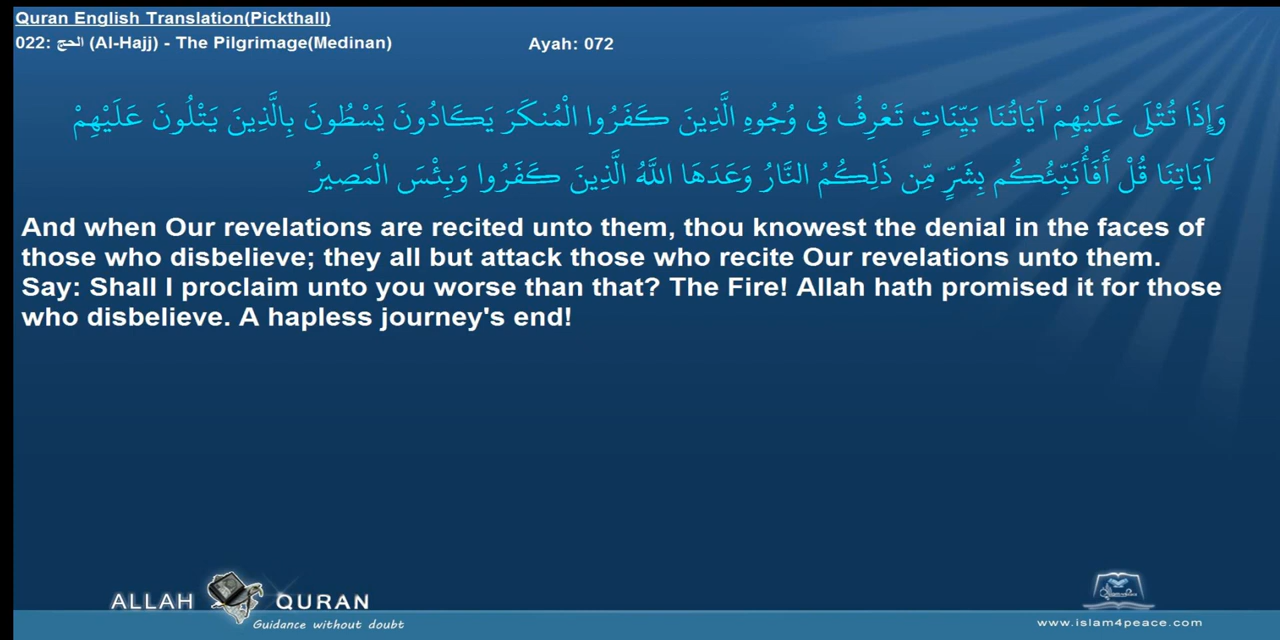 Quran English Translation(Pickthall)
022: الحج (Al-Hajj) - The Pilgrimage(Medinan) Ayah: 072
وَإِذَا تُتْلَى عَلَيْهِمْ آيَاتُنَا بَيِّنَاتٍ تَعْرِفُ فِي وُجُوهِ الَّذِينَ كَفَرُوا الْمُنكَرَ يَكَادُونَ يَسْطُونَ بِالَّذِينَ يَتْلُونَ عَلَيْهِمْ
آيَاتِنَا قُلْ أَفَأُنَبِّئُكُم بِشَرٍّ مِّن ذَلِكُمُ النَّارُ وَعَدَهَا اللَّهُ الَّذِينَ كَفَرُوا وَبِئْسَ الْمَصِيرُ
And when Our revelations are recited unto them, thou knowest the denial in the faces of
those who disbelieve; they all but attack those who recite Our revelations unto them.
Say: Shall I proclaim unto you worse than that? The Fire! Allah hath promised it for those
who disbelieve. A hapless journey's end!
ALLAH QURAN
Guidance without doubt
www.islam4peace.com